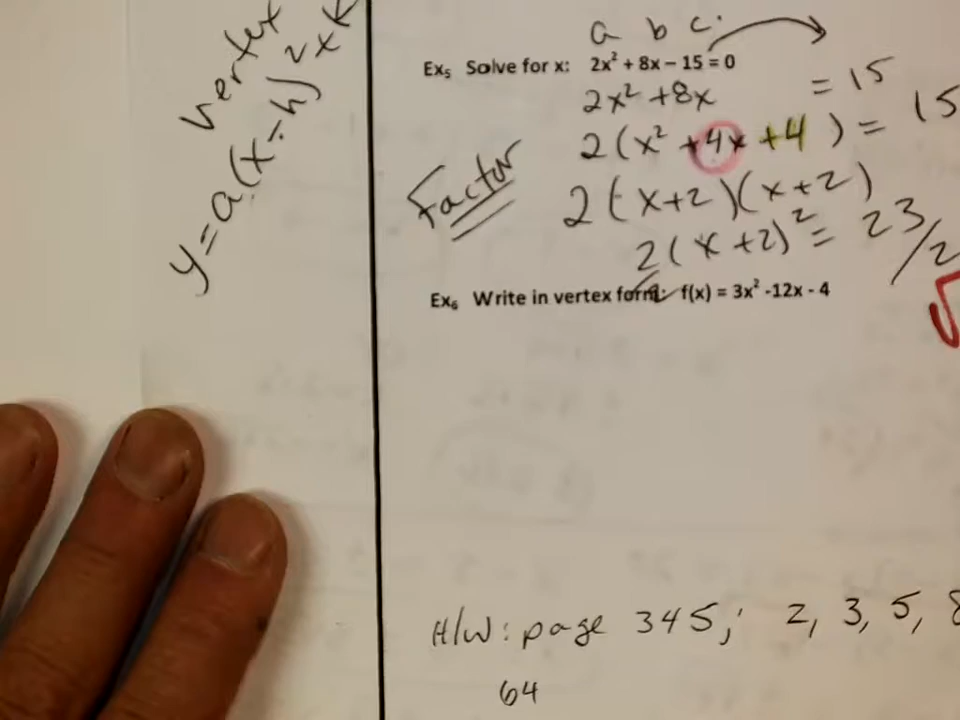 vertex
y = a(x - h)² x k
a b c
Ex₅ Solve for x: 2x² + 8x – 15 = 0
2x² + 8x = 15
2(x² + 4x + 4 ) = 15
Factor
2(x+2)(x+2)
2(x+2)² = 23/2
Ex₆ Write in vertex form: f(x) = 3x² -12x - 4
√
H/W: page 345; 2, 3, 5, 8
64